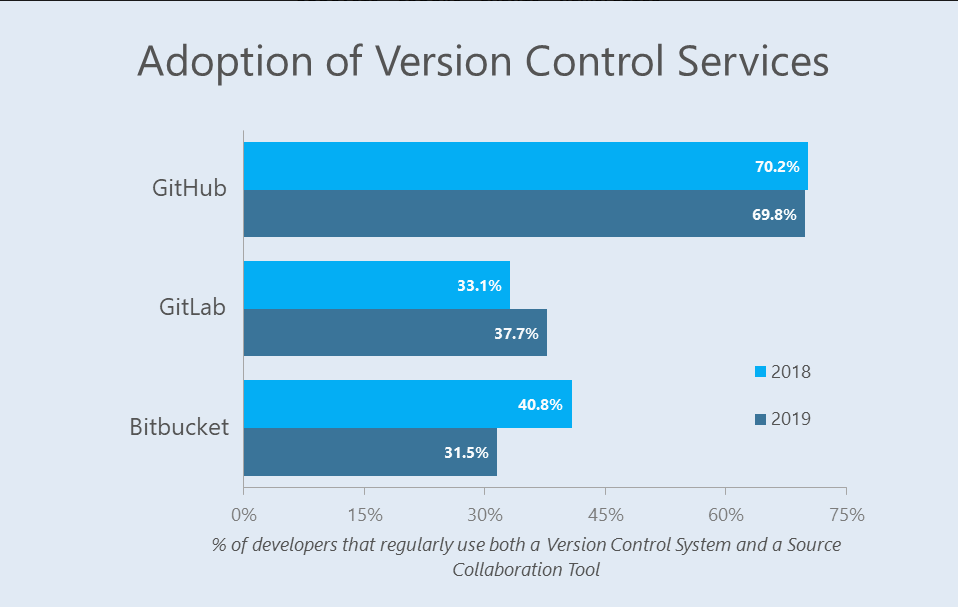 Adoption of Version Control Services
GitHub
70.2%
69.8%
GitLab
33.1%
37.7%
Bitbucket
40.8%
31.5%
2018
2019
0% 15% 30% 45% 60% 75%
% of developers that regularly use both a Version Control System and a Source
Collaboration Tool